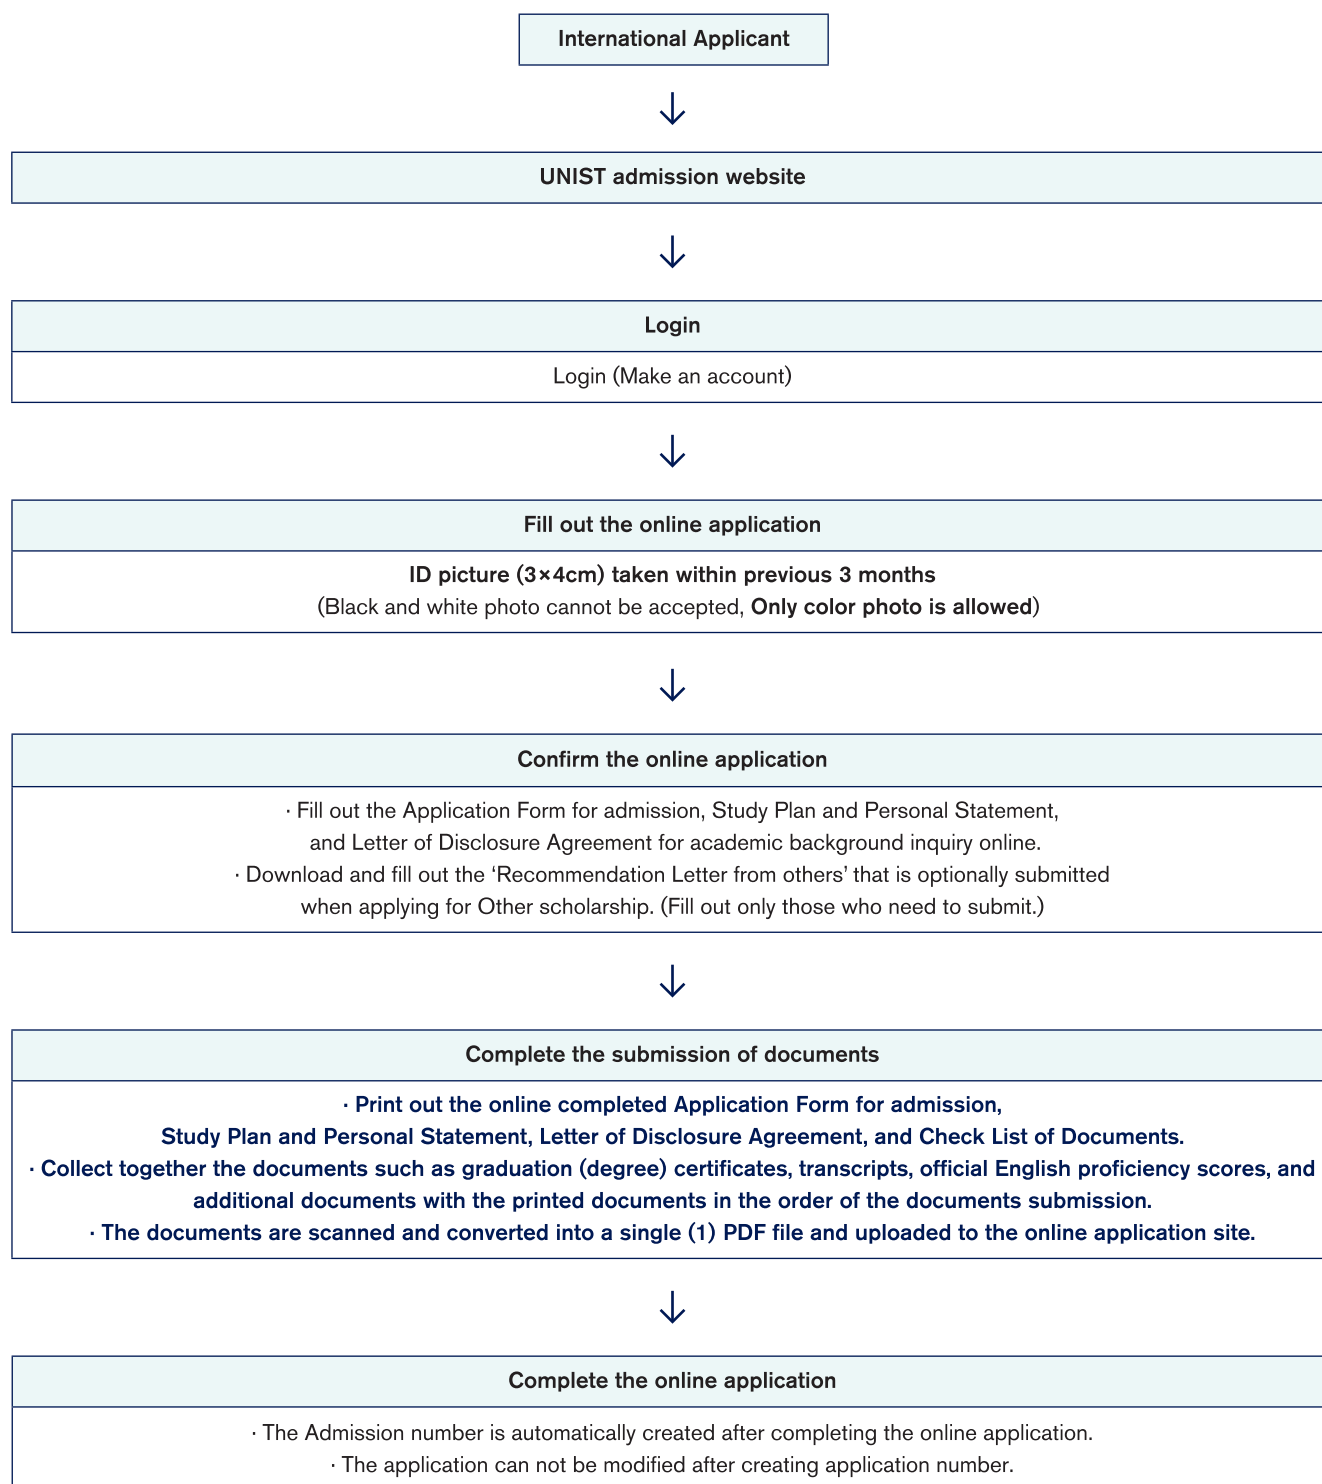 International Applicant
UNIST admission website
Login
Login (Make an account)
Fill out the online application
ID picture (3×4cm) taken within previous 3 months
(Black and white photo cannot be accepted, Only color photo is allowed)
Confirm the online application
· Fill out the Application Form for admission, Study Plan and Personal Statement,
and Letter of Disclosure Agreement for academic background inquiry online.
· Download and fill out the ‘Recommendation Letter from others’ that is optionally submitted
when applying for Other scholarship. (Fill out only those who need to submit.)
Complete the submission of documents
· Print out the online completed Application Form for admission,
Study Plan and Personal Statement, Letter of Disclosure Agreement, and Check List of Documents.
· Collect together the documents such as graduation (degree) certificates, transcripts, official English proficiency scores, and
additional documents with the printed documents in the order of the documents submission.
· The documents are scanned and converted into a single (1) PDF file and uploaded to the online application site.
Complete the online application
· The Admission number is automatically created after completing the online application.
· The application can not be modified after creating application number.